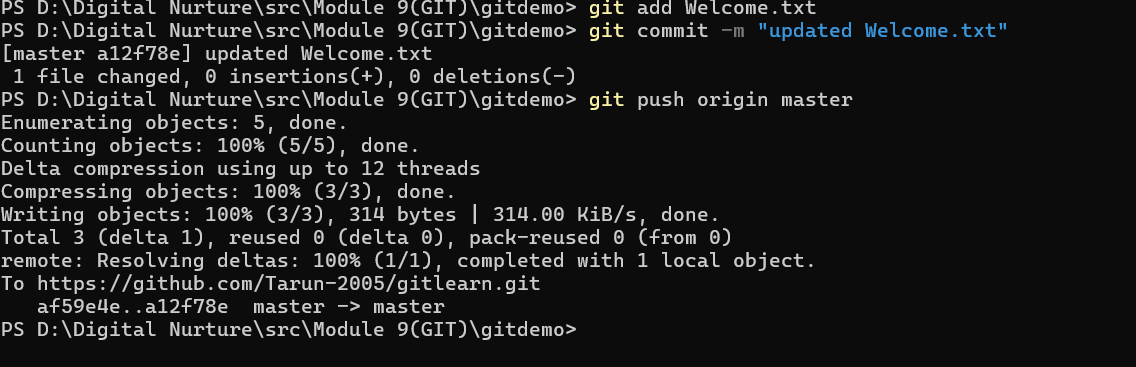 PS D:\Digital Nurture\src\Module 9(GIT)\gitdemo> git add Welcome.txt
PS D:\Digital Nurture\src\Module 9(GIT)\gitdemo> git commit -m "updated Welcome.txt"
[master a12f78e] updated Welcome.txt
 1 file changed, 0 insertions(+), 0 deletions(-)
PS D:\Digital Nurture\src\Module 9(GIT)\gitdemo> git push origin master
Enumerating objects: 5, done.
Counting objects: 100% (5/5), done.
Delta compression using up to 12 threads
Compressing objects: 100% (3/3), done.
Writing objects: 100% (3/3), 314 bytes | 314.00 KiB/s, done.
Total 3 (delta 1), reused 0 (delta 0), pack-reused 0 (from 0)
remote: Resolving deltas: 100% (1/1), completed with 1 local object.
To https://github.com/Tarun-2005/gitlearn.git
   af59e4e..a12f78e  master -> master
PS D:\Digital Nurture\src\Module 9(GIT)\gitdemo>